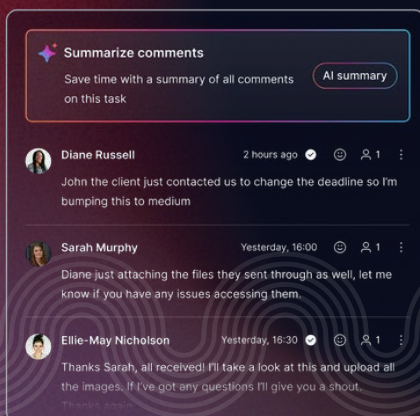 Summarize comments
Save time with a summary of all comments
on this task
AI summary
Diane Russell
2 hours ago
1
John the client just contacted us to change the deadline so I'm
bumping this to medium
Sarah Murphy
Yesterday, 16:00
1
Diane just attaching the files they sent through as well, let me
know if you have any issues accessing them.
Ellie-May Nicholson
Yesterday, 16:30
1
Thanks Sarah, all received! I'll take a look at this and upload all
the images. If I've got any questions I'll give you a shout.
Thanks again